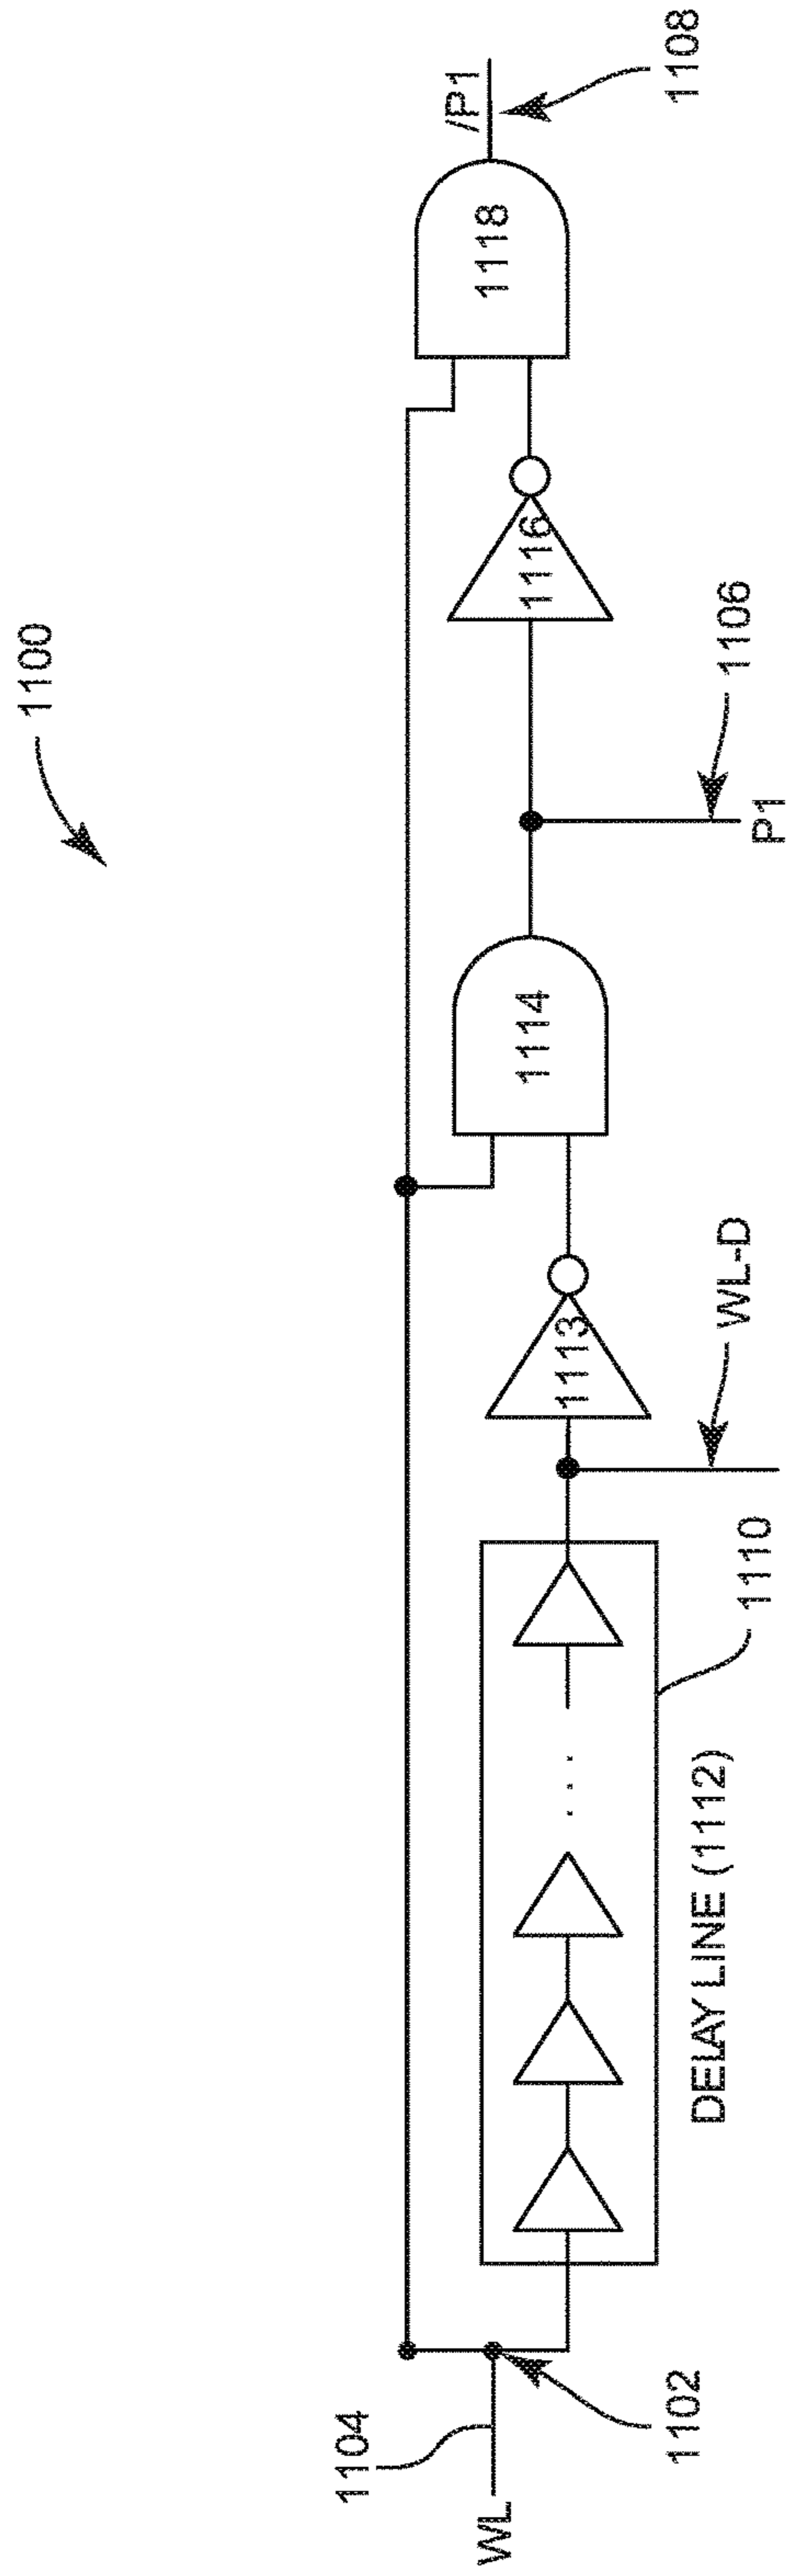 1100
WL
1104
1102
DELAY LINE (1112)
1110
. . .
WL-D
1113
1114
P1
1106
1116
1118
/P1
1108